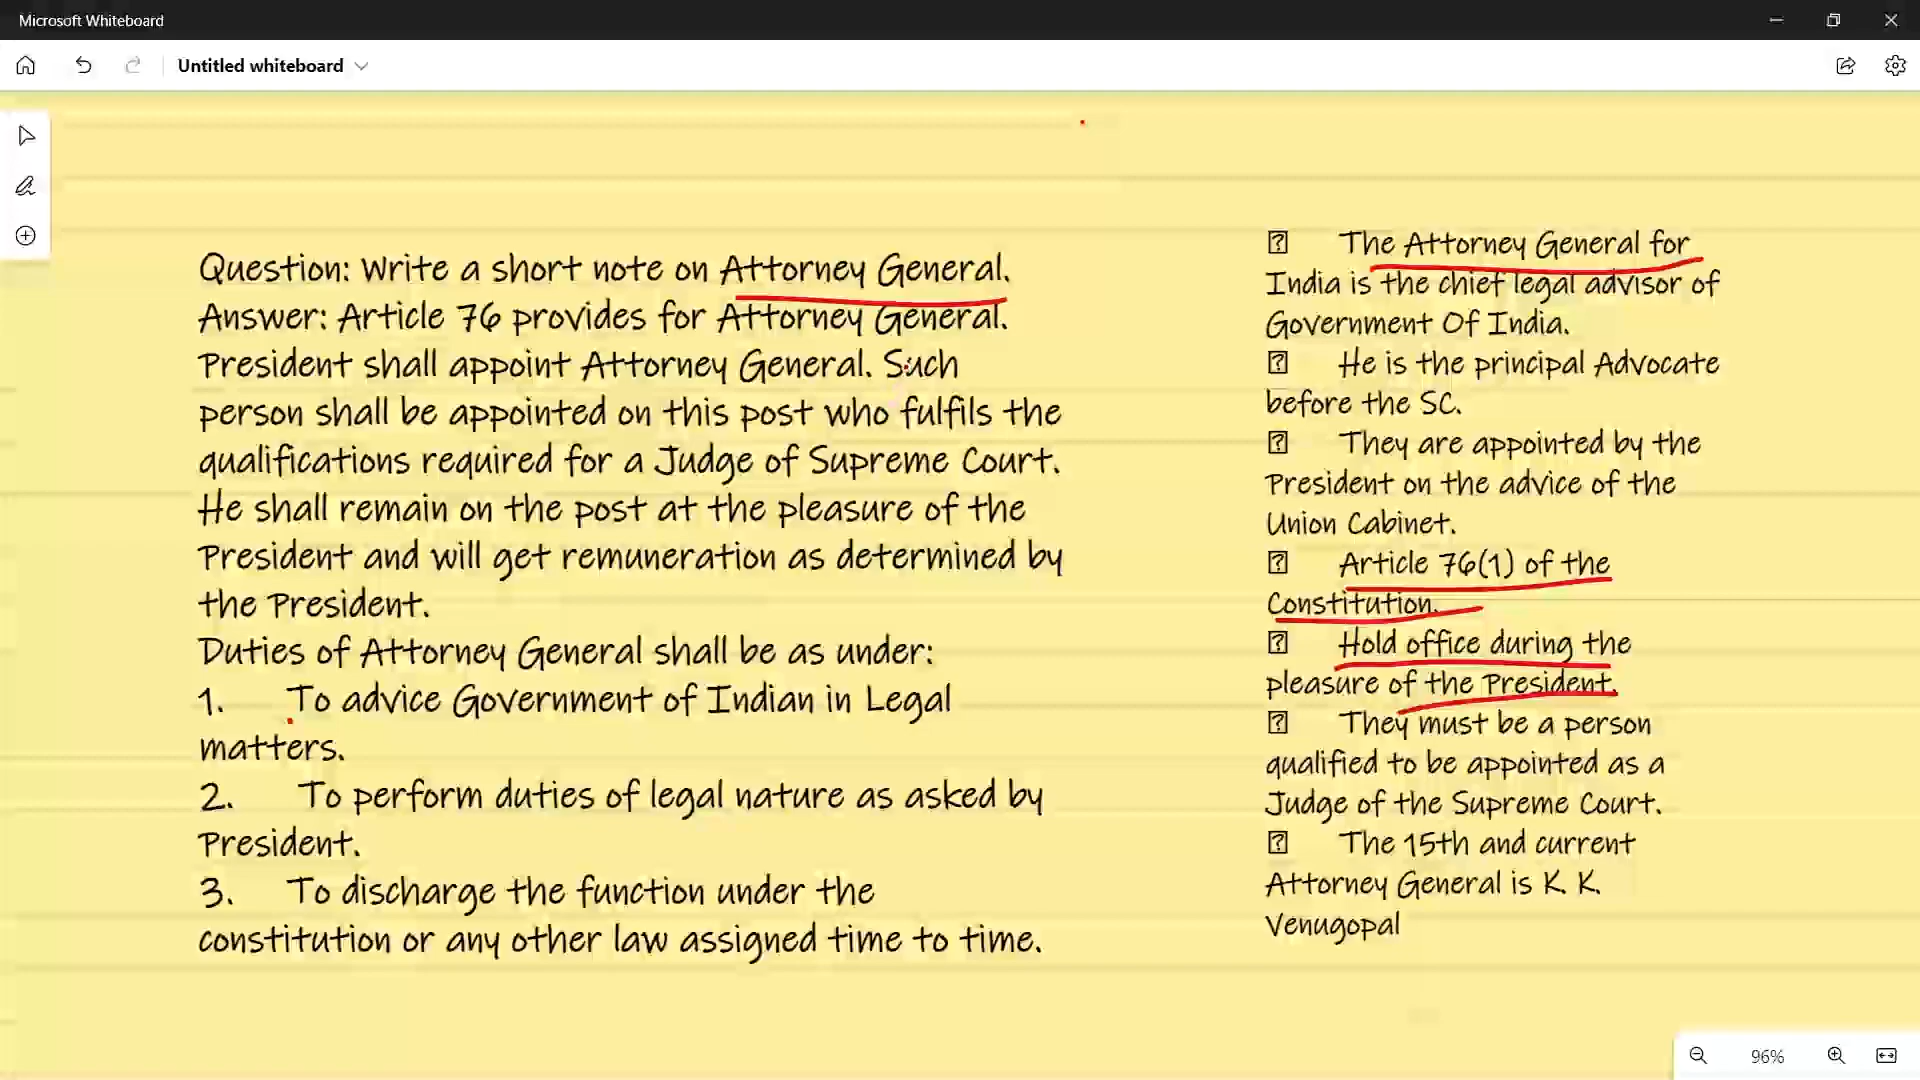 Microsoft Whiteboard
Untitled whiteboard
Question: Write a short note on Attorney General.
Answer: Article 76 provides for Attorney General.
President shall appoint Attorney General. Such
person shall be appointed on this post who fulfils the
qualifications required for a Judge of Supreme Court.
He shall remain on the post at the pleasure of the
President and will get remuneration as determined by
the President.
Duties of Attorney General shall be as under:
1. To advice Government of Indian in Legal
matters.
2. To perform duties of legal nature as asked by
President.
3. To discharge the function under the
constitution or any other law assigned time to time.
The Attorney General for
India is the chief legal advisor of
Government Of India.
He is the principal Advocate
before the SC.
They are appointed by the
President on the advice of the
Union Cabinet.
Article 76(1) of the
Constitution.
Hold office during the
pleasure of the President.
They must be a person
qualified to be appointed as a
Judge of the Supreme Court.
The 15th and current
Attorney General is K. K.
Venugopal
96%